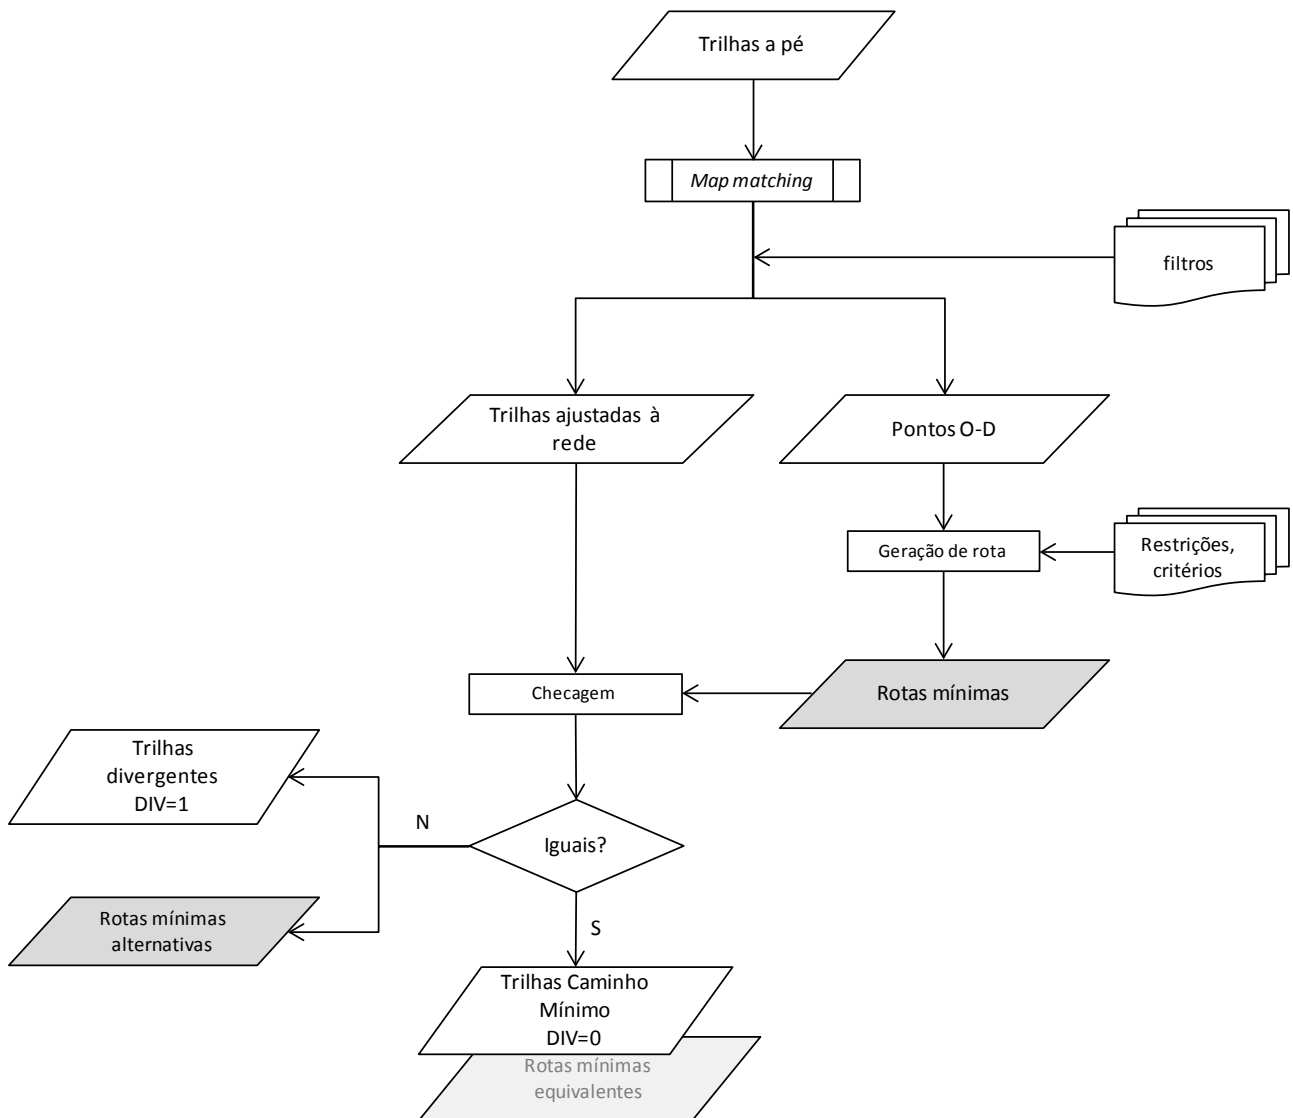 Trilhas a pé
Map matching
filtros
Trilhas ajustadas à
rede
Pontos O-D
Geração de rota
Restrições,
critérios
Checagem
Rotas mínimas
Trilhas
divergentes
DIV=1
N
Iguais?
Rotas mínimas
alternativas
S
Trilhas Caminho
Mínimo
DIV=0
Rotas mínimas
equivalentes